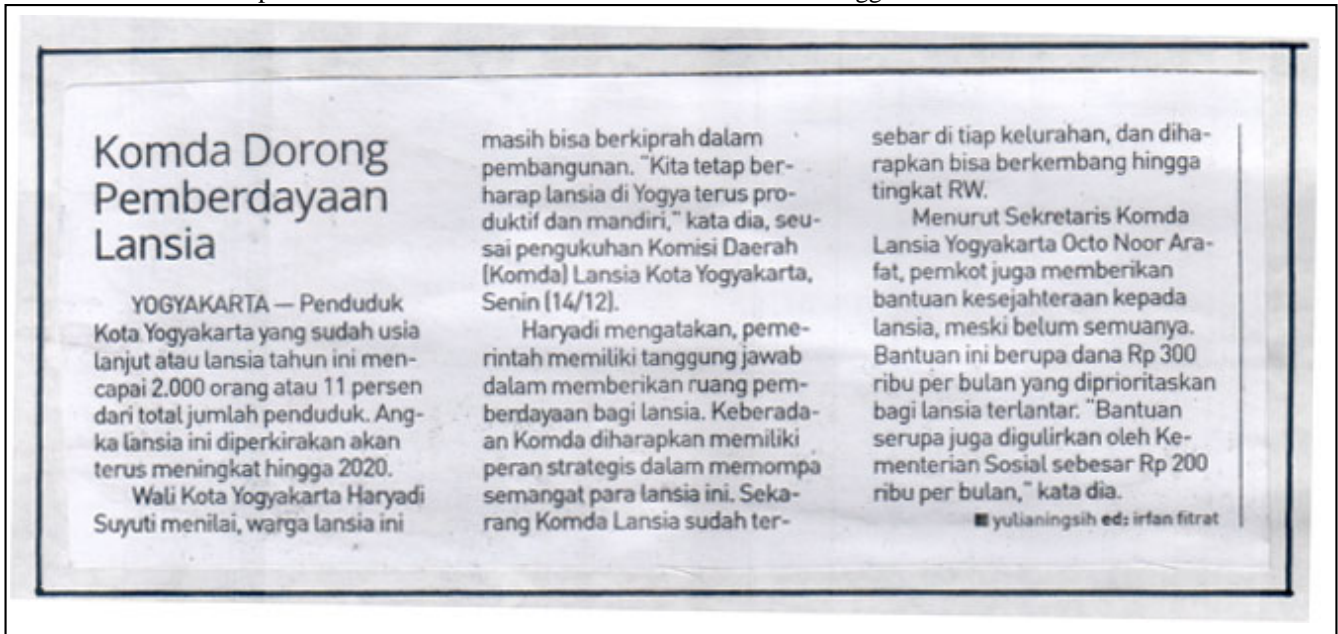 Komda Dorong
Pemberdayaan
Lansia
YOGYAKARTA — Penduduk
Kota Yogyakarta yang sudah usia
lanjut atau lansia tahun ini men-
capai 2.000 orang atau 11 persen
dari total jumlah penduduk. Ang-
ka lansia ini diperkirakan akan
terus meningkat hingga 2020.
Wali Kota Yogyakarta Haryadi
Suyuti menilai, warga lansia ini
masih bisa berkiprah dalam
pembangunan. "Kita tetap ber-
harap lansia di Yogya terus pro-
duktif dan mandiri," kata dia, seu-
sai pengukuhan Komisi Daerah
(Komda) Lansia Kota Yogyakarta,
Senin (14/12).
Haryadi mengatakan, peme-
rintah memiliki tanggung jawab
dalam memberikan ruang pem-
berdayaan bagi lansia. Keberada-
an Komda diharapkan memiliki
peran strategis dalam memompa
semangat para lansia ini. Seka-
rang Komda Lansia sudah ter-
sebar di tiap kelurahan, dan diha-
rapkan bisa berkembang hingga
tingkat RW.
Menurut Sekretaris Komda
Lansia Yogyakarta Octo Noor Ara-
fat, pemkot juga memberikan
bantuan kesejahteraan kepada
lansia, meski belum semuanya.
Bantuan ini berupa dana Rp 300
ribu per bulan yang diprioritaskan
bagi lansia terlantar. "Bantuan
serupa juga digulirkan oleh Ke-
menterian Sosial sebesar Rp 200
ribu per bulan," kata dia.
■ yulianingsih ed: irfan fitrat